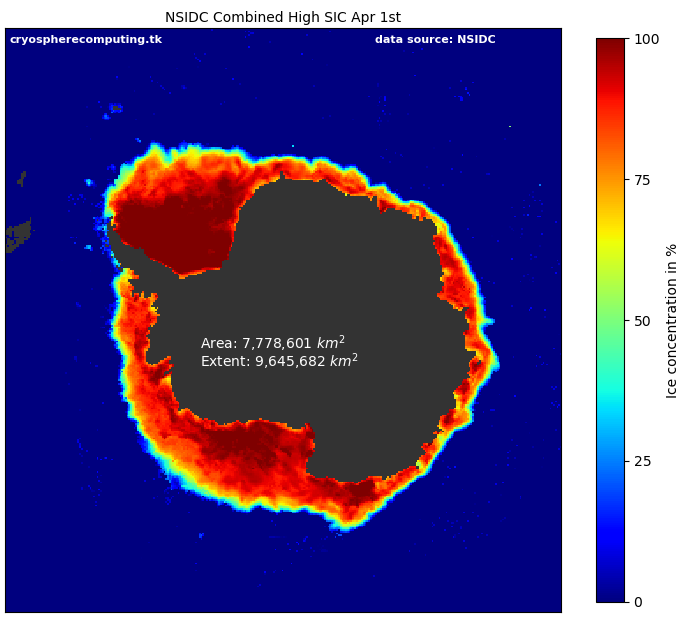 NSIDC Combined High SIC Apr 1st
cryospherecomputing.tk data source: NSIDC
100
75
Area: 7,778,601 km²
Extent: 9,645,682 km²
Ice concentration in %
50
25
0